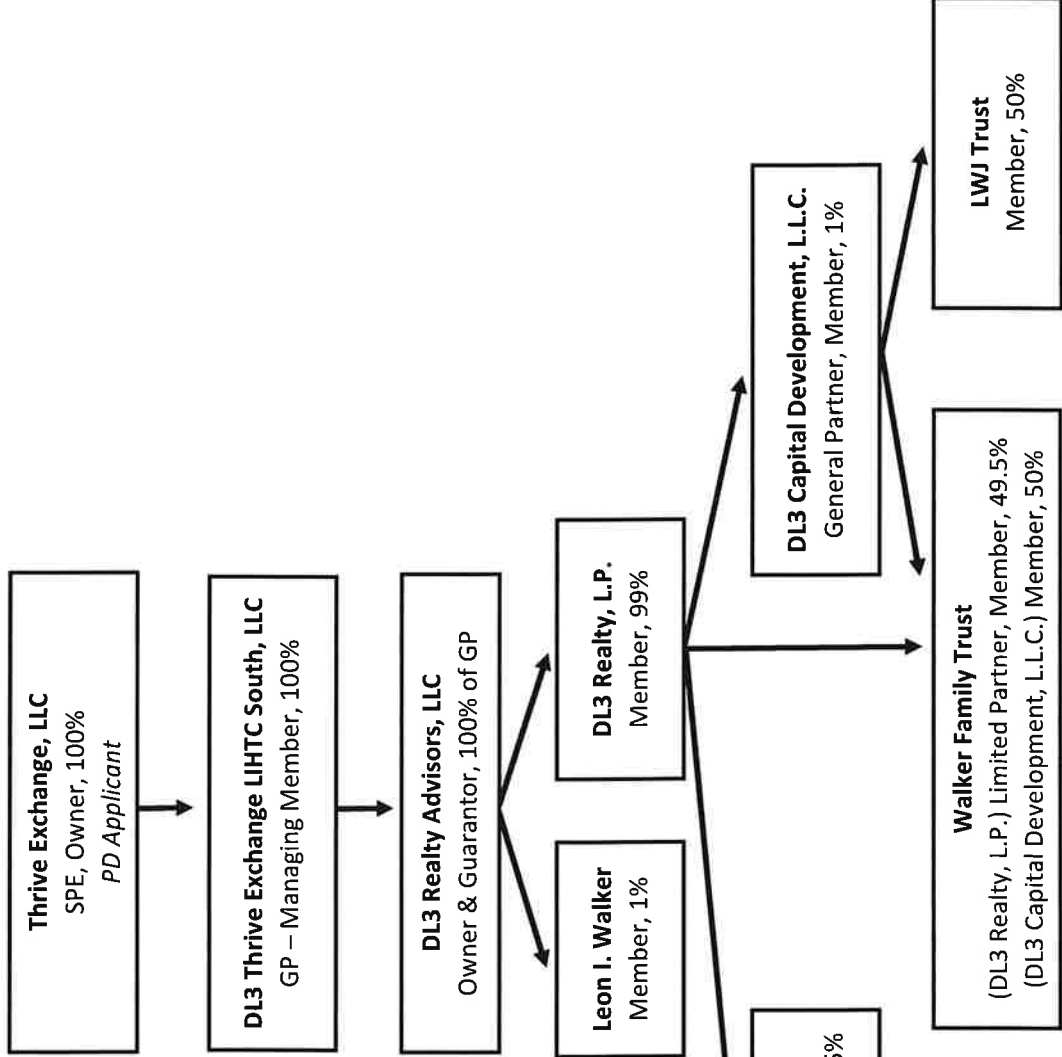 Thrive Exchange, LLC
SPE, Owner, 100%
PD Applicant
DL3 Thrive Exchange LIHTC South, LLC
GP – Managing Member, 100%
DL3 Realty Advisors, LLC
Owner & Guarantor, 100% of GP
Leon I. Walker
Member, 1%
DL3 Realty, L.P.
Member, 99%
5%
DL3 Capital Development, L.L.C.
General Partner, Member, 1%
Walker Family Trust
(DL3 Realty, L.P.) Limited Partner, Member, 49.5%
(DL3 Capital Development, L.L.C.) Member, 50%
LWJ Trust
Member, 50%